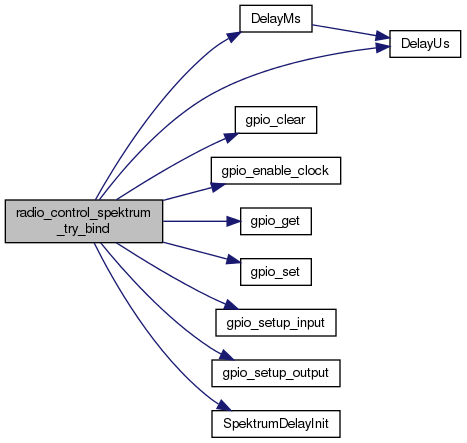 DelayMs
DelayUs
gpio_clear
gpio_enable_clock
radio_control_spektrum
_try_bind
gpio_get
gpio_set
gpio_setup_input
gpio_setup_output
SpektrumDelayInit